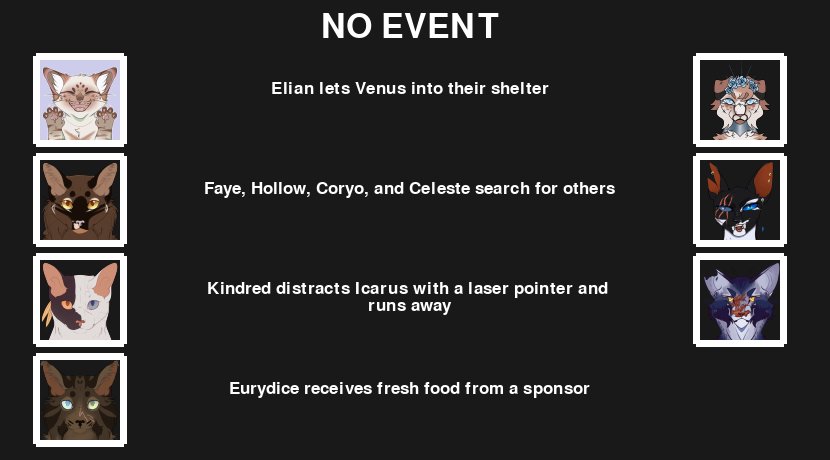 NO EVENT
Elian lets Venus into their shelter
Faye, Hollow, Coryo, and Celeste search for others
Kindred distracts Icarus with a laser pointer and
runs away
Eurydice receives fresh food from a sponsor